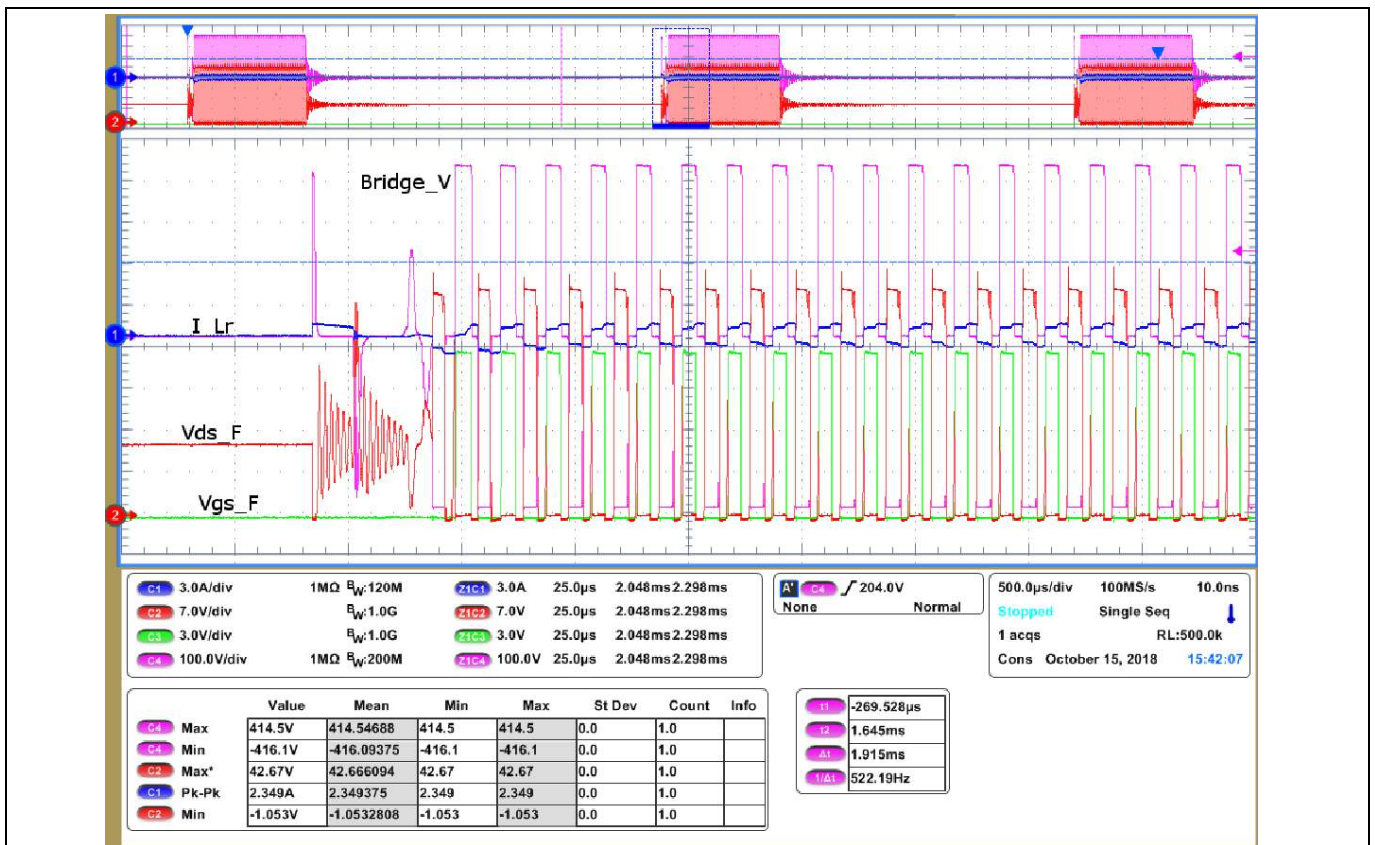 1
2
Bridge_V
I_Lr
1
Vds_F
Vgs_F
2
C1 3.0A/div 1MΩ BW:120M Z1C1 3.0A 25.0µs 2.048ms 2.298ms
C2 7.0V/div BW:1.0G Z1C2 7.0V 25.0µs 2.048ms 2.298ms
C3 3.0V/div BW:1.0G Z1C3 3.0V 25.0µs 2.048ms 2.298ms
C4 100.0V/div 1MΩ BW:200M Z1C4 100.0V 25.0µs 2.048ms 2.298ms
A' C4 204.0V
None Normal
500.0µs/div 100MS/s 10.0ns
Stopped Single Seq
1 acqs RL:500.0k
Cons October 15, 2018 15:42:07
Value Mean Min Max St Dev Count Info
C4 Max 414.5V 414.54688 414.5 414.5 0.0 1.0
C4 Min -416.1V -416.09375 -416.1 -416.1 0.0 1.0
C2 Max* 42.67V 42.666094 42.67 42.67 0.0 1.0
C1 Pk-Pk 2.349A 2.349375 2.349 2.349 0.0 1.0
C2 Min -1.053V -1.0532808 -1.053 -1.053 0.0 1.0
t1 -269.528µs
t2 1.645ms
Δt 1.915ms
1/Δt 522.19Hz